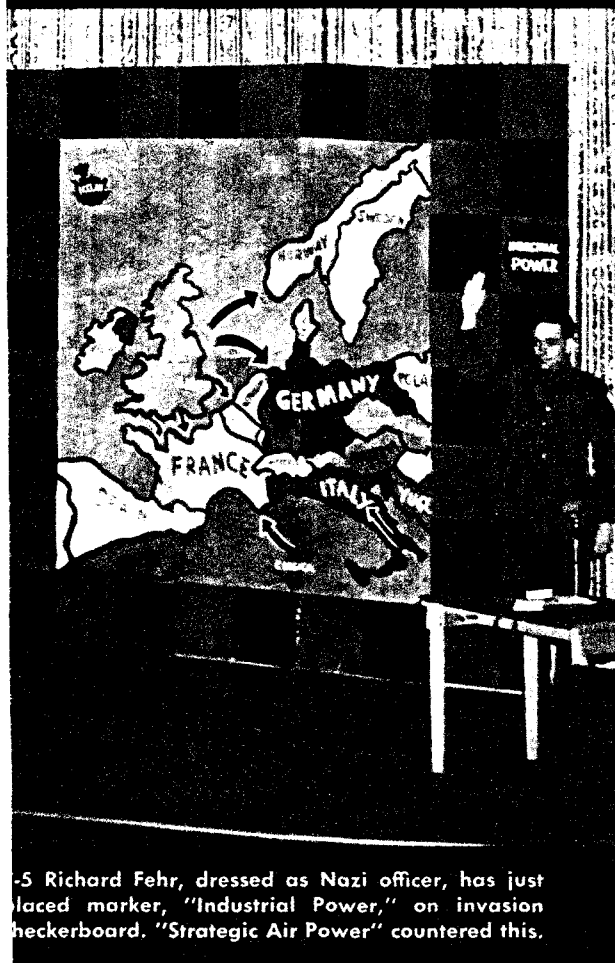 NORWAY
SWEDEN
INDUSTRIAL
POWER
GERMANY
FRANCE
ITALY
-5 Richard Fehr, dressed as Nazi officer, has just
placed marker, "Industrial Power," on invasion
heckerboard. "Strategic Air Power" countered this.